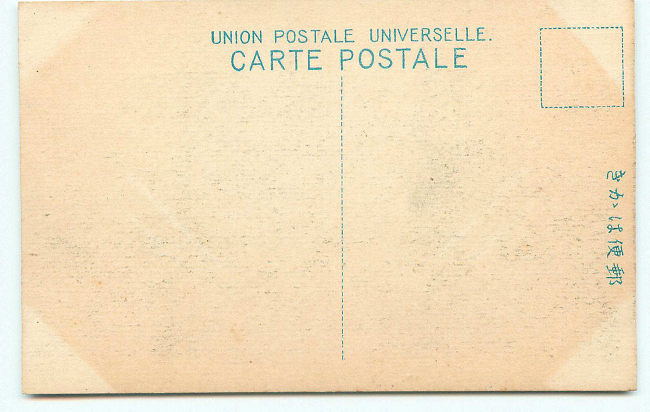 UNION POSTALE UNIVERSELLE.
CARTE POSTALE
郵便はかき